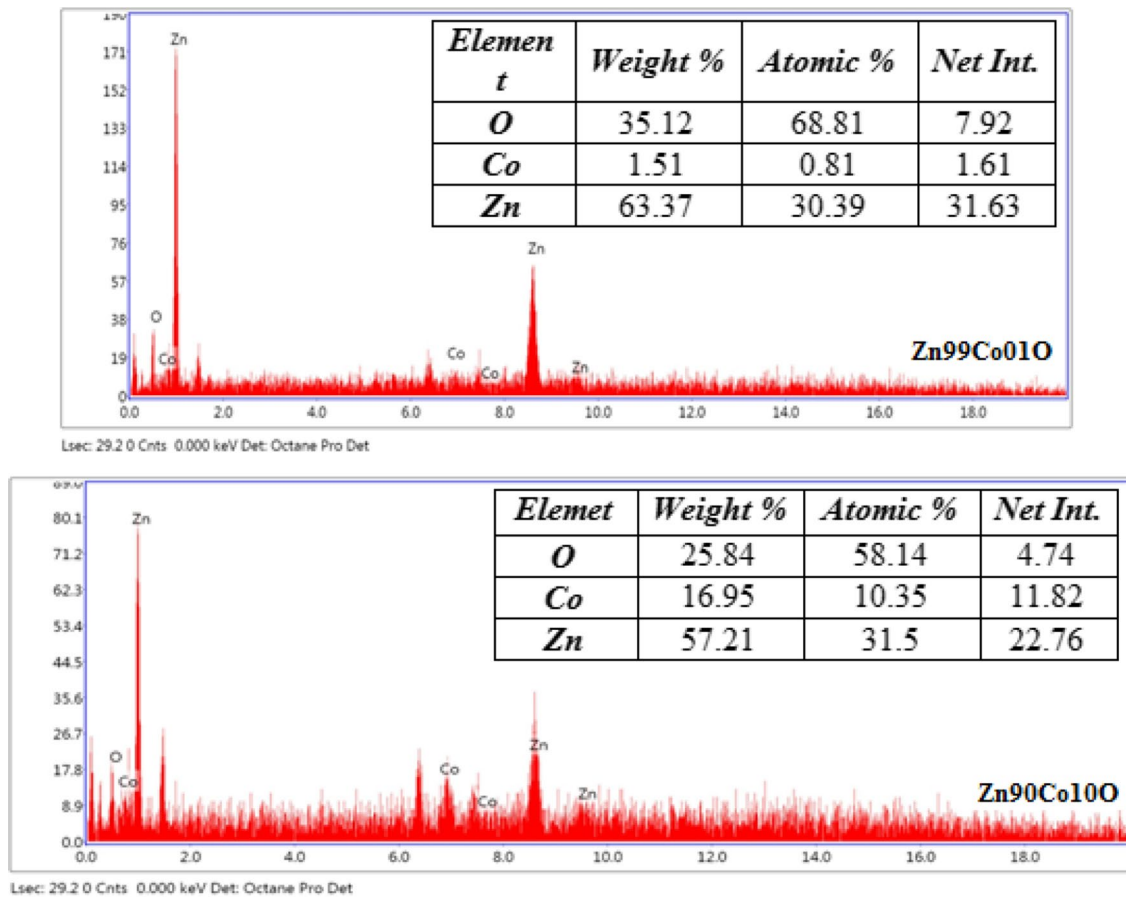 Zn
171
152
133
114
95
76
57
38
19
0
Elemen
t
Weight % Atomic % Net Int.
O 35.12 68.81 7.92
Co 1.51 0.81 1.61
Zn 63.37 30.39 31.63
Zn
O
Co
Co
Co
Zn
Zn99Co01O
0.0 2.0 4.0 6.0 8.0 10.0 12.0 14.0 16.0 18.0
Lsec: 29.2 0 Cnts 0.000 keV Det: Octane Pro Det
80.1
71.2
62.3
53.4
44.5
35.6
26.7
17.8
8.9
0.0
Zn
Elemet Weight % Atomic % Net Int.
O 25.84 58.14 4.74
Co 16.95 10.35 11.82
Zn 57.21 31.5 22.76
O
Co
Co
Co
Zn
Zn
Zn90Co10O
0.0 2.0 4.0 6.0 8.0 10.0 12.0 14.0 16.0 18.0
Lsec: 29.2 0 Cnts 0.000 keV Det: Octane Pro Det